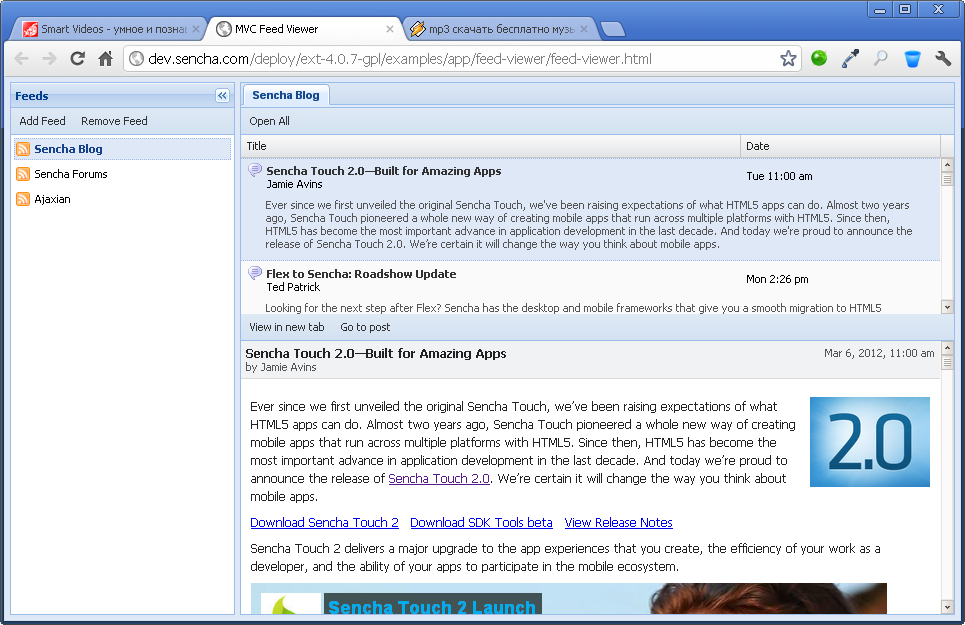 Smart Videos - умное и позна
MVC Feed Viewer
mp3 скачать бесплатно музы
dev.sencha.com/deploy/ext-4.0.7-gpl/examples/app/feed-viewer/feed-viewer.html
Feeds
Add Feed Remove Feed
Sencha Blog
Sencha Forums
Ajaxian
Sencha Blog
Open All
Title Date
Sencha Touch 2.0—Built for Amazing Apps
Jamie Avins
Tue 11:00 am
Ever since we first unveiled the original Sencha Touch, we've been raising expectations of what HTML5 apps can do. Almost two years
ago, Sencha Touch pioneered a whole new way of creating mobile apps that run across multiple platforms with HTML5. Since then,
HTML5 has become the most important advance in application development in the last decade. And today we're proud to announce the
release of Sencha Touch 2.0. We're certain it will change the way you think about mobile apps.
Flex to Sencha: Roadshow Update
Ted Patrick
Mon 2:26 pm
Looking for the next step after Flex? Sencha has the desktop and mobile frameworks that give you a smooth migration to HTML5
View in new tab Go to post
Sencha Touch 2.0—Built for Amazing Apps
Mar 6, 2012, 11:00 am
by Jamie Avins
Ever since we first unveiled the original Sencha Touch, we've been raising expectations of what
HTML5 apps can do. Almost two years ago, Sencha Touch pioneered a whole new way of creating
mobile apps that run across multiple platforms with HTML5. Since then, HTML5 has become the
most important advance in application development in the last decade. And today we're proud to
announce the release of Sencha Touch 2.0. We're certain it will change the way you think about
mobile apps.
2.0
Download Sencha Touch 2 Download SDK Tools beta View Release Notes
Sencha Touch 2 delivers a major upgrade to the app experiences that you create, the efficiency of your work as a
developer, and the ability of your apps to participate in the mobile ecosystem.
Sencha Touch 2 Launch